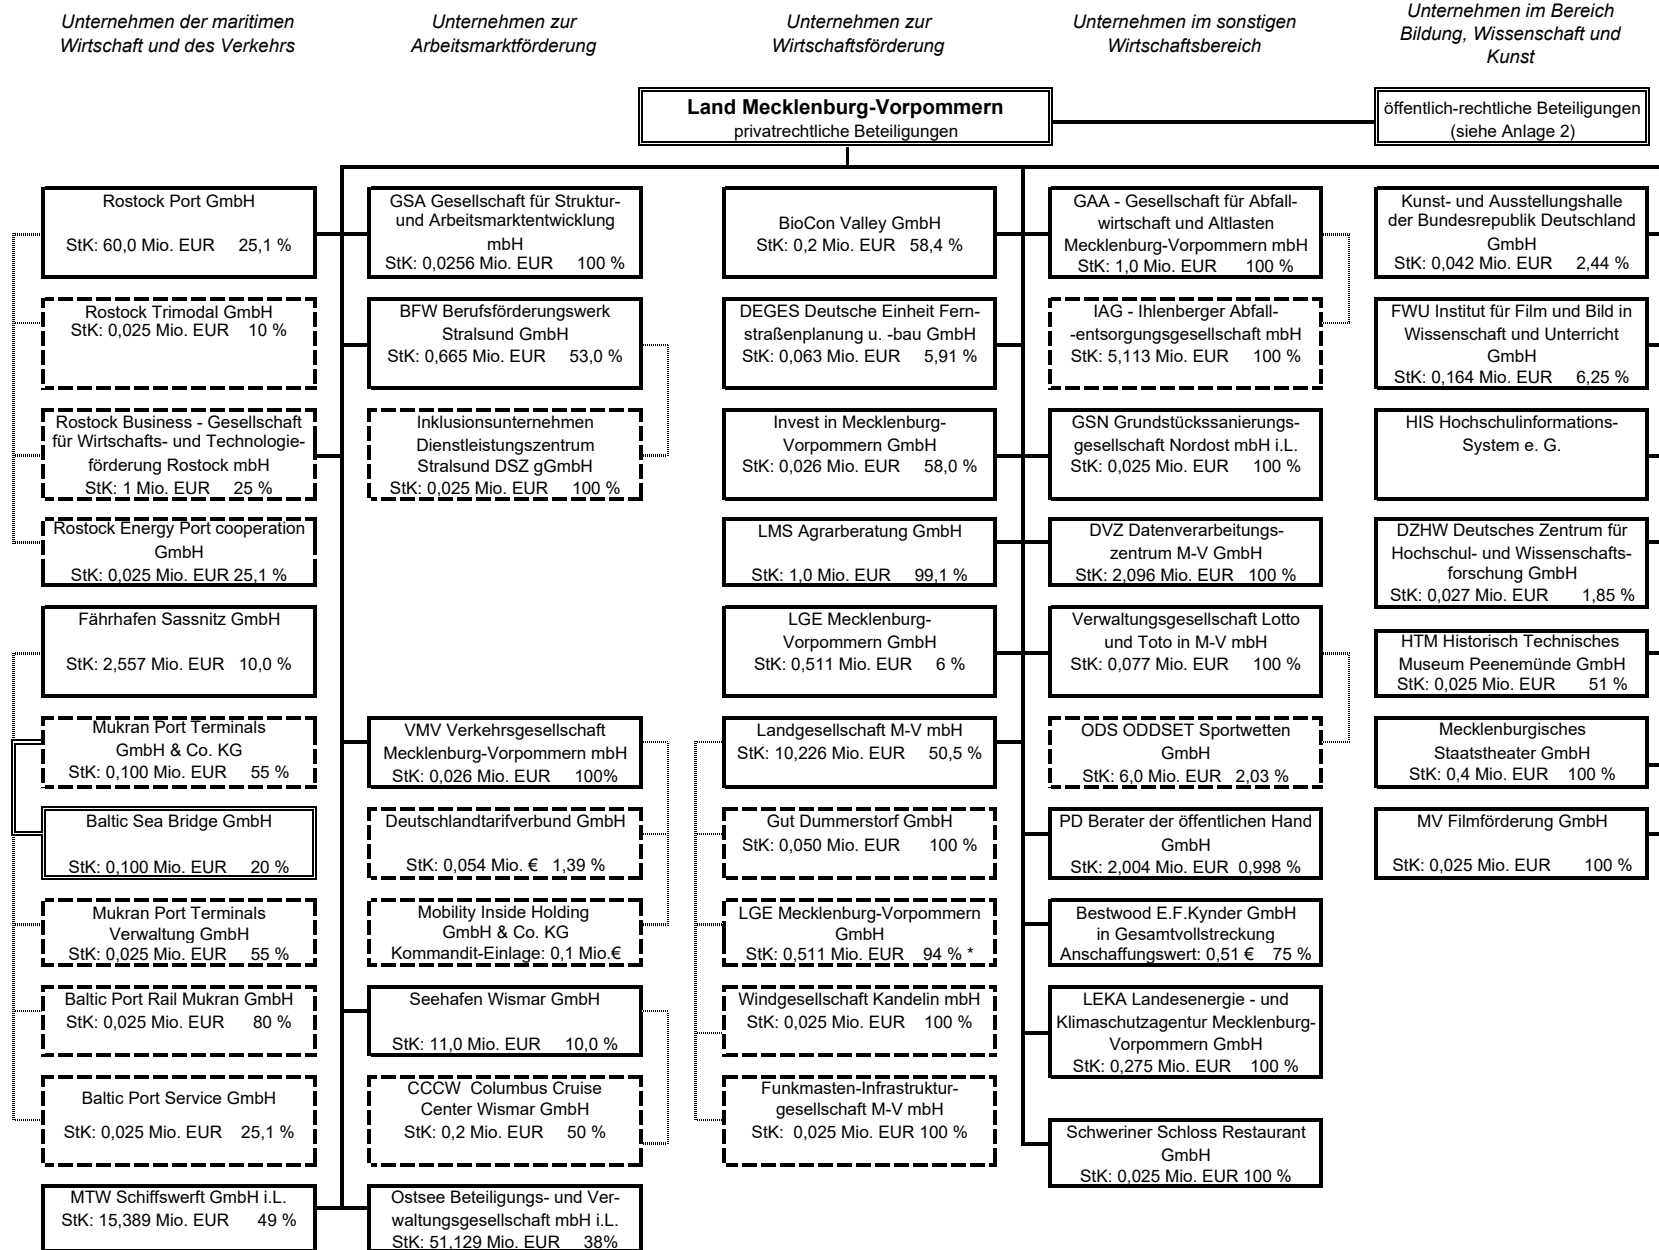 Unternehmen der maritimen
Wirtschaft und des Verkehrs
Unternehmen zur
Arbeitsmarktförderung
Unternehmen zur
Wirtschaftsförderung
Unternehmen im sonstigen
Wirtschaftsbereich
Unternehmen im Bereich
Bildung, Wissenschaft und
Kunst
Land Mecklenburg-Vorpommern
privatrechtliche Beteiligungen
öffentlich-rechtliche Beteiligungen
(siehe Anlage 2)
Rostock Port GmbH
StK: 60,0 Mio. EUR 25,1 %
Rostock Trimodal GmbH
StK: 0,025 Mio. EUR 10 %
Rostock Business - Gesellschaft
für Wirtschafts- und Technologie-
förderung Rostock mbH
StK: 1 Mio. EUR 25 %
Rostock Energy Port cooperation
GmbH
StK: 0,025 Mio. EUR 25,1 %
Fährhafen Sassnitz GmbH
StK: 2,557 Mio. EUR 10,0 %
Mukran Port Terminals
GmbH & Co. KG
StK: 0,100 Mio. EUR 55 %
Baltic Sea Bridge GmbH
StK: 0,100 Mio. EUR 20 %
Mukran Port Terminals
Verwaltung GmbH
StK: 0,025 Mio. EUR 55 %
Baltic Port Rail Mukran GmbH
StK: 0,025 Mio. EUR 80 %
Baltic Port Service GmbH
StK: 0,025 Mio. EUR 25,1 %
MTW Schiffswerft GmbH i.L.
StK: 15,389 Mio. EUR 49 %
GSA Gesellschaft für Struktur-
und Arbeitsmarktentwicklung
mbH
StK: 0,0256 Mio. EUR 100 %
BFW Berufsförderungswerk
Stralsund GmbH
StK: 0,665 Mio. EUR 53,0 %
Inklusionsunternehmen
Dienstleistungszentrum
Stralsund DSZ gGmbH
StK: 0,025 Mio. EUR 100 %
VMV Verkehrsgesellschaft
Mecklenburg-Vorpommern mbH
StK: 0,026 Mio. EUR 100%
Deutschlandtarifverbund GmbH
StK: 0,054 Mio. € 1,39 %
Mobility Inside Holding
GmbH & Co. KG
Kommandit-Einlage: 0,1 Mio.€
Seehafen Wismar GmbH
StK: 11,0 Mio. EUR 10,0 %
CCCW Columbus Cruise
Center Wismar GmbH
StK: 0,2 Mio. EUR 50 %
Ostsee Beteiligungs- und Ver-
waltungsgesellschaft mbH i.L.
StK: 51,129 Mio. EUR 38%
BioCon Valley GmbH
StK: 0,2 Mio. EUR 58,4 %
DEGES Deutsche Einheit Fern-
straßenplanung u. -bau GmbH
StK: 0,063 Mio. EUR 5,91 %
Invest in Mecklenburg-
Vorpommern GmbH
StK: 0,026 Mio. EUR 58,0 %
LMS Agrarberatung GmbH
StK: 1,0 Mio. EUR 99,1 %
LGE Mecklenburg-
Vorpommern GmbH
StK: 0,511 Mio. EUR 6 %
Landgesellschaft M-V mbH
StK: 10,226 Mio. EUR 50,5 %
Gut Dummerstorf GmbH
StK: 0,050 Mio. EUR 100 %
LGE Mecklenburg-Vorpommern
GmbH
StK: 0,511 Mio. EUR 94 % *
Windgesellschaft Kandelin mbH
StK: 0,025 Mio. EUR 100 %
Funkmasten-Infrastruktur-
gesellschaft M-V mbH
StK: 0,025 Mio. EUR 100 %
GAA - Gesellschaft für Abfall-
wirtschaft und Altlasten
Mecklenburg-Vorpommern mbH
StK: 1,0 Mio. EUR 100 %
IAG - Ihlenberger Abfall-
-entsorgungsgesellschaft mbH
StK: 5,113 Mio. EUR 100 %
GSN Grundstückssanierungs-
gesellschaft Nordost mbH i.L.
StK: 0,025 Mio. EUR 100 %
DVZ Datenverarbeitungs-
zentrum M-V GmbH
StK: 2,096 Mio. EUR 100 %
Verwaltungsgesellschaft Lotto
und Toto in M-V mbH
StK: 0,077 Mio. EUR 100 %
ODS ODDSET Sportwetten
GmbH
StK: 6,0 Mio. EUR 2,03 %
PD Berater der öffentlichen Hand
GmbH
StK: 2,004 Mio. EUR 0,998 %
Bestwood E.F.Kynder GmbH
in Gesamtvollstreckung
Anschaffungswert: 0,51 € 75 %
LEKA Landesenergie - und
Klimaschutzagentur Mecklenburg-
Vorpommern GmbH
StK: 0,275 Mio. EUR 100 %
Schweriner Schloss Restaurant
GmbH
StK: 0,025 Mio. EUR 100 %
Kunst- und Ausstellungshalle
der Bundesrepublik Deutschland
GmbH
StK: 0,042 Mio. EUR 2,44 %
FWU Institut für Film und Bild in
Wissenschaft und Unterricht
GmbH
StK: 0,164 Mio. EUR 6,25 %
HIS Hochschulinformations-
System e. G.
DZHW Deutsches Zentrum für
Hochschul- und Wissenschafts-
forschung GmbH
StK: 0,027 Mio. EUR 1,85 %
HTM Historisch Technisches
Museum Peenemünde GmbH
StK: 0,025 Mio. EUR 51 %
Mecklenburgisches
Staatstheater GmbH
StK: 0,4 Mio. EUR 100 %
MV Filmförderung GmbH
StK: 0,025 Mio. EUR 100 %